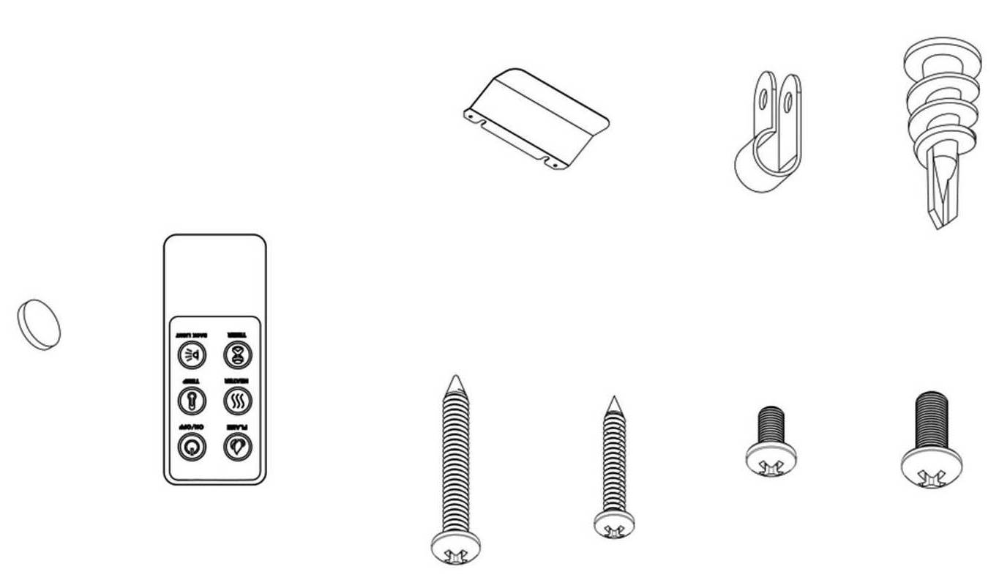 BACK LIGHT
TIMER
TEMP
HEATER
ON/OFF
FLAME